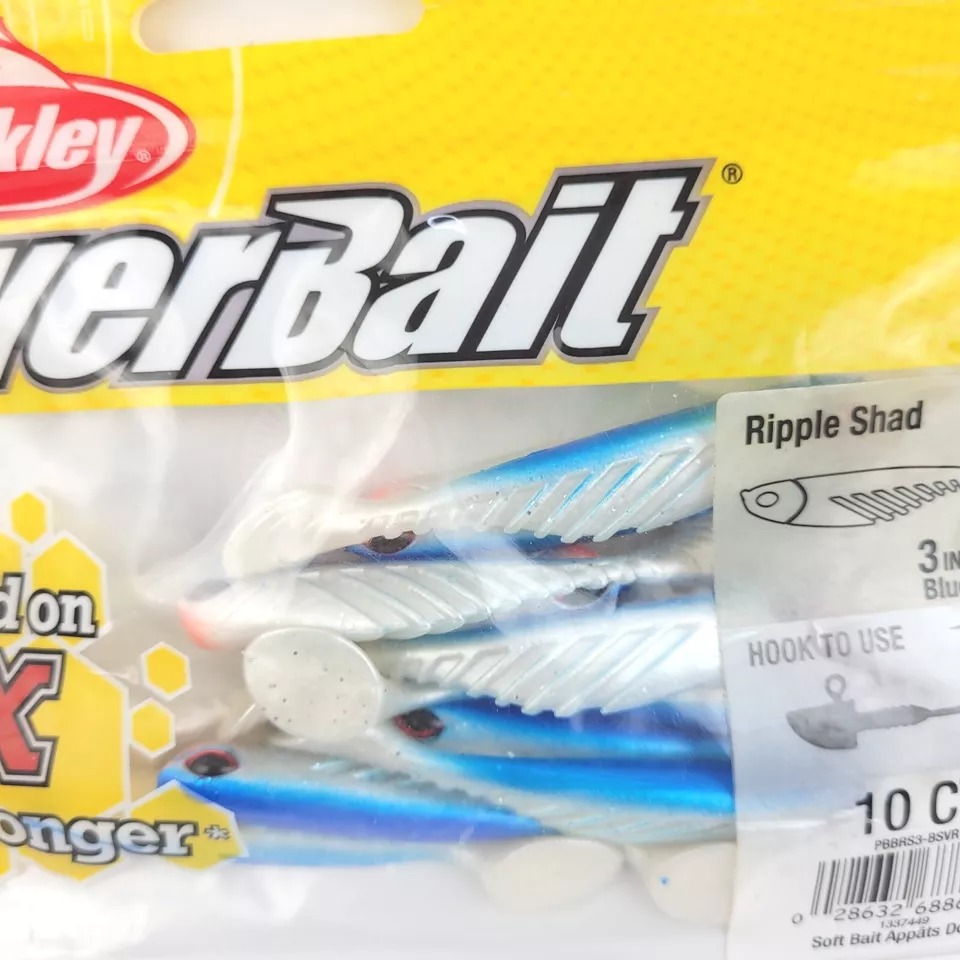 kley®
verBait®
Ripple Shad
3 IN
Blu
HOOK TO USE
d on
X
onger*
10 C
PBBRS3-BSVR
0 28632 6886
1337449
Soft Bait Appâts Do